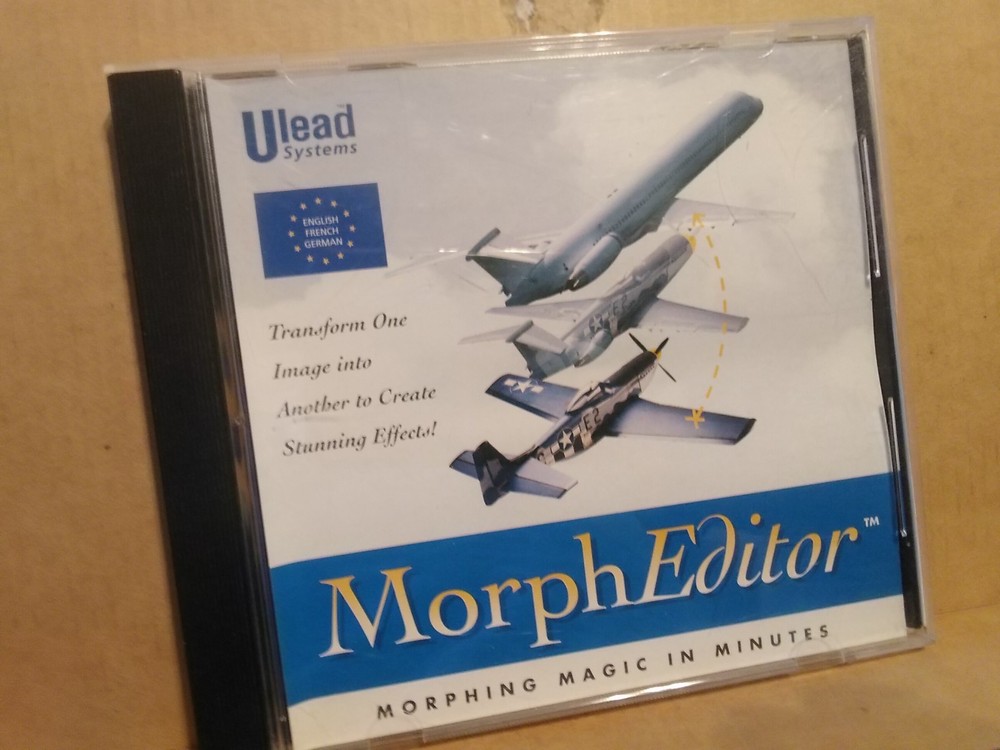 Ulead
Systems
ENGLISH
FRENCH
GERMAN
Transform One
Image into
Another to Create
Stunning Effects!
MorphEditor™
MORPHING MAGIC IN MINUTES